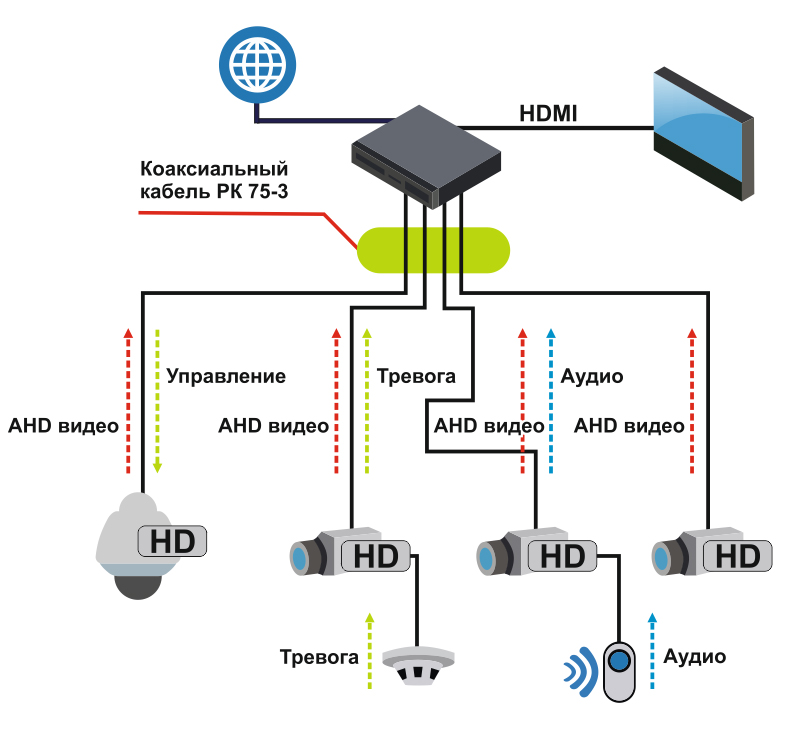 HDMI
Коаксиальный
кабель РК 75-3
Управление
Тревога
Аудио
AHD видео
AHD видео
AHD видео
AHD видео
HD
HD
HD
HD
Тревога
Аудио